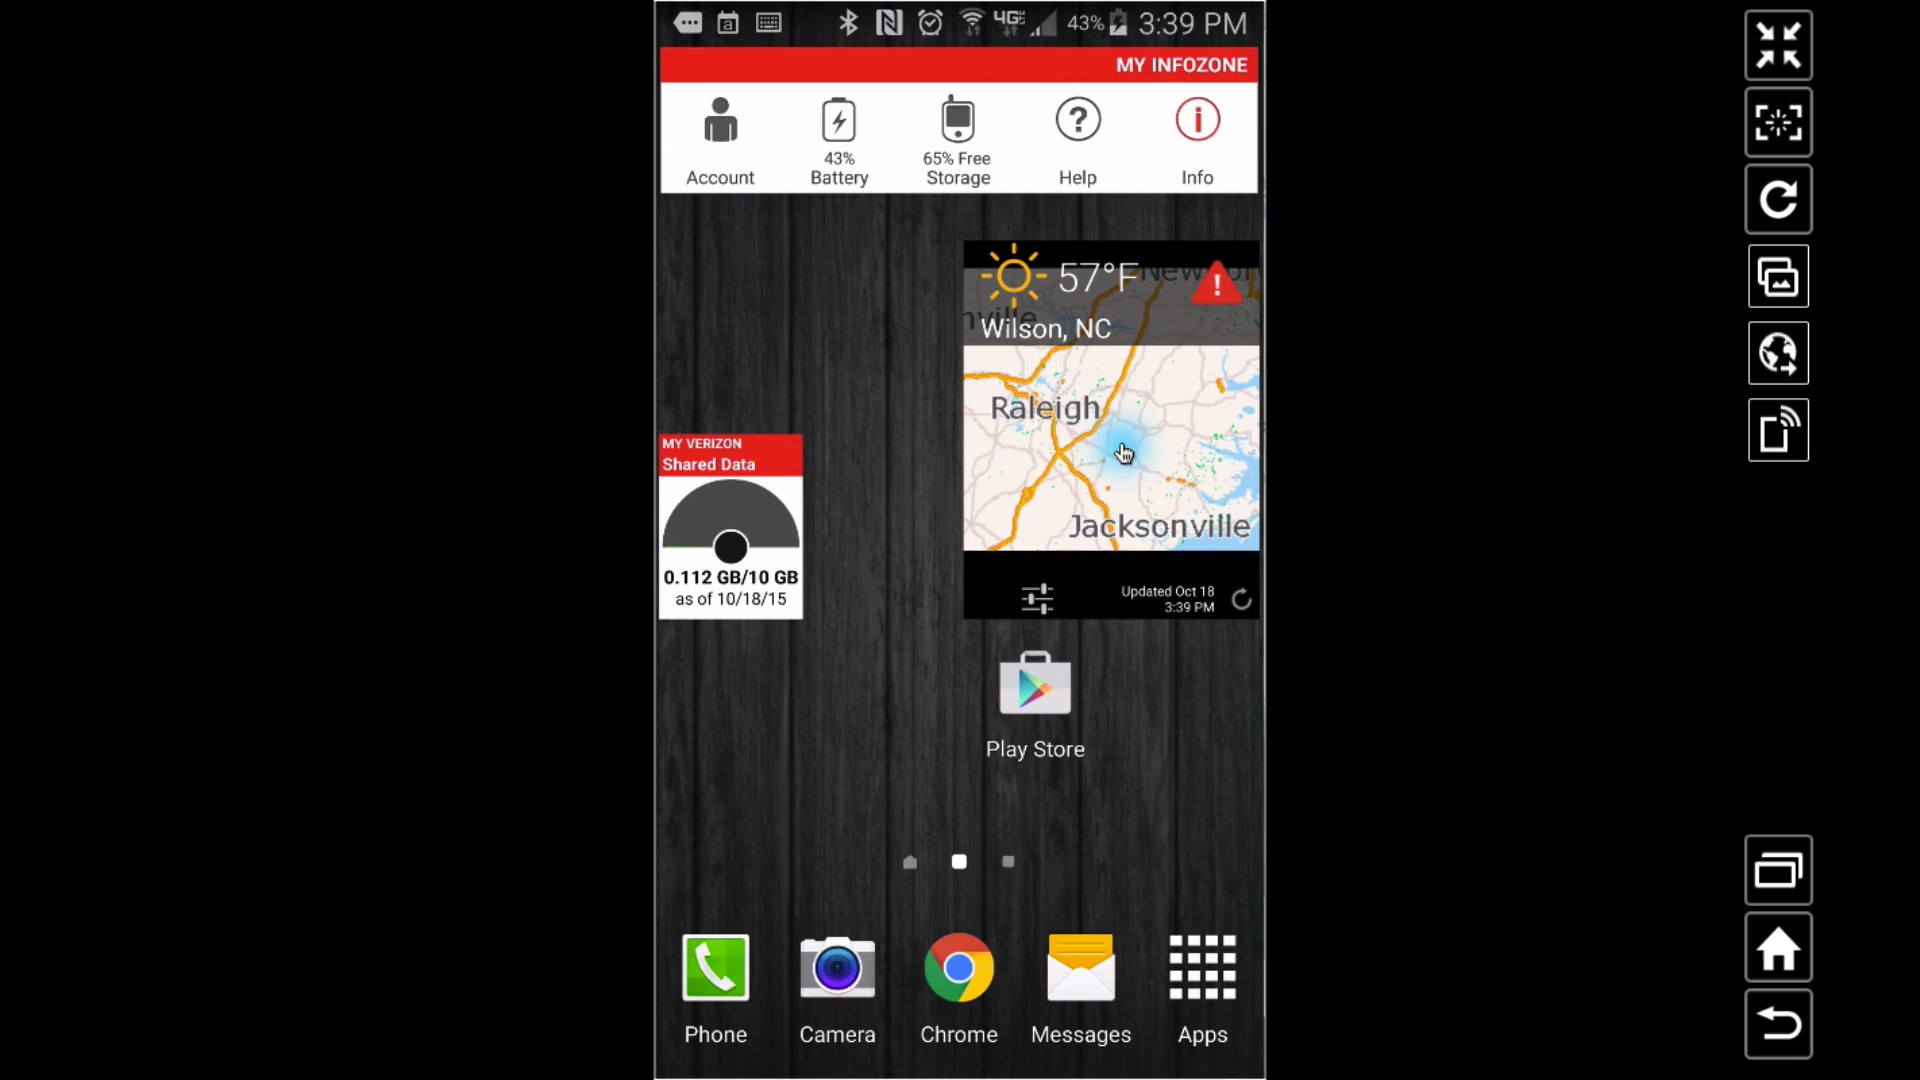 4G LTE 43% 3:39 PM
MY INFOZONE
43%
65% Free
Account Battery Storage Help Info
57°F
Wilson, NC
Raleigh
Jacksonville
Updated Oct 18
3:39 PM
MY VERIZON
Shared Data
0.112 GB/10 GB
as of 10/18/15
Play Store
Phone Camera Chrome Messages Apps